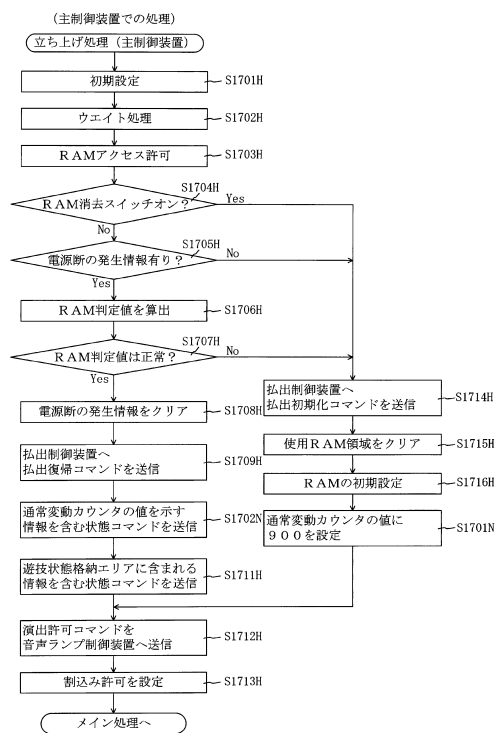 (主制御装置での処理)
立ち上げ処理(主制御装置)
初期設定
S1701H
ウエイト処理
S1702H
RAMアクセス許可
S1703H
S1704H
RAM消去スイッチオン?
Yes
No
S1705H
電源断の発生情報有り?
No
Yes
RAM判定値を算出
S1706H
S1707H
RAM判定値は正常?
No
Yes
電源断の発生情報をクリア
S1708H
払出制御装置へ
払出復帰コマンドを送信
S1709H
通常変動カウンタの値を示す
情報を含む状態コマンドを送信
S1702N
遊技状態格納エリアに含まれる
情報を含む状態コマンドを送信
S1711H
払出制御装置へ
払出初期化コマンドを送信
S1714H
使用RAM領域をクリア
S1715H
RAMの初期設定
S1716H
通常変動カウンタの値に
900を設定
S1701N
演出許可コマンドを
音声ランプ制御装置へ送信
S1712H
割込み許可を設定
S1713H
メイン処理へ